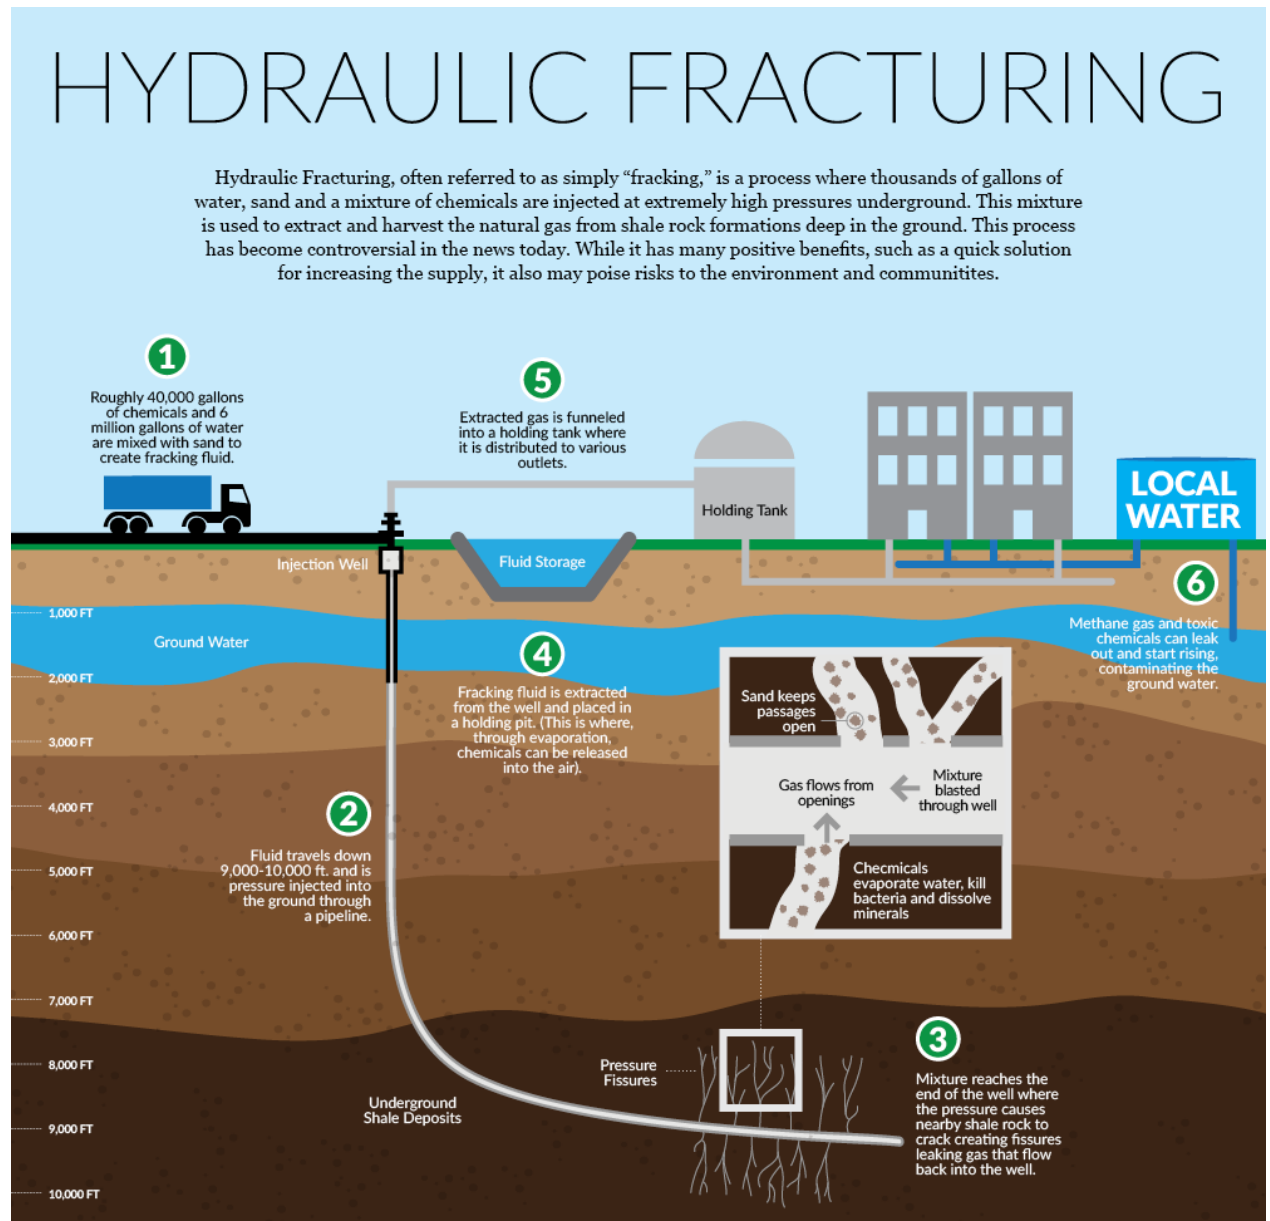 HYDRAULIC FRACTURING
Hydraulic Fracturing, often referred to as simply “fracking,” is a process where thousands of gallons of
water, sand and a mixture of chemicals are injected at extremely high pressures underground. This mixture
is used to extract and harvest the natural gas from shale rock formations deep in the ground. This process
has become controversial in the news today. While it has many positive benefits, such as a quick solution
for increasing the supply, it also may poise risks to the environment and communitites.
1
Roughly 40,000 gallons
of chemicals and 6
million gallons of water
are mixed with sand to
create fracking fluid.
5
Extracted gas is funneled
into a holding tank where
it is distributed to various
outlets.
Holding Tank
LOCAL
WATER
Injection Well
Fluid Storage
6
Methane gas and toxic
chemicals can leak
out and start rising,
contaminating the
ground water.
1,000 FT
Ground Water
2,000 FT
4
Fracking fluid is extracted
from the well and placed in
a holding pit. (This is where,
through evaporation,
chemicals can be released
into the air).
Sand keeps
passages
open
Gas flows from
openings
Mixture
blasted
through well
Checmicals
evaporate water, kill
bacteria and dissolve
minerals
3,000 FT
4,000 FT
2
Fluid travels down
9,000-10,000 ft. and is
pressure injected into
the ground through
a pipeline.
5,000 FT
6,000 FT
7,000 FT
8,000 FT
Pressure
Fissures
3
Mixture reaches the
end of the well where
the pressure causes
nearby shale rock to
crack creating fissures
leaking gas that flow
back into the well.
Underground
Shale Deposits
9,000 FT
10,000 FT